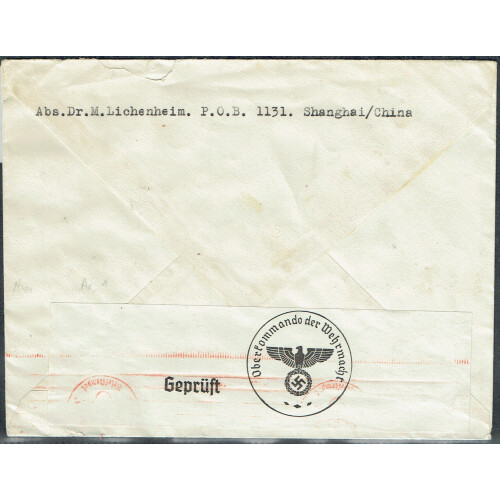 Abs.Dr.M.Lichenheim. P.O.B. 1131. Shanghai/China
Geprüft
Oberkommando der Wehrmacht